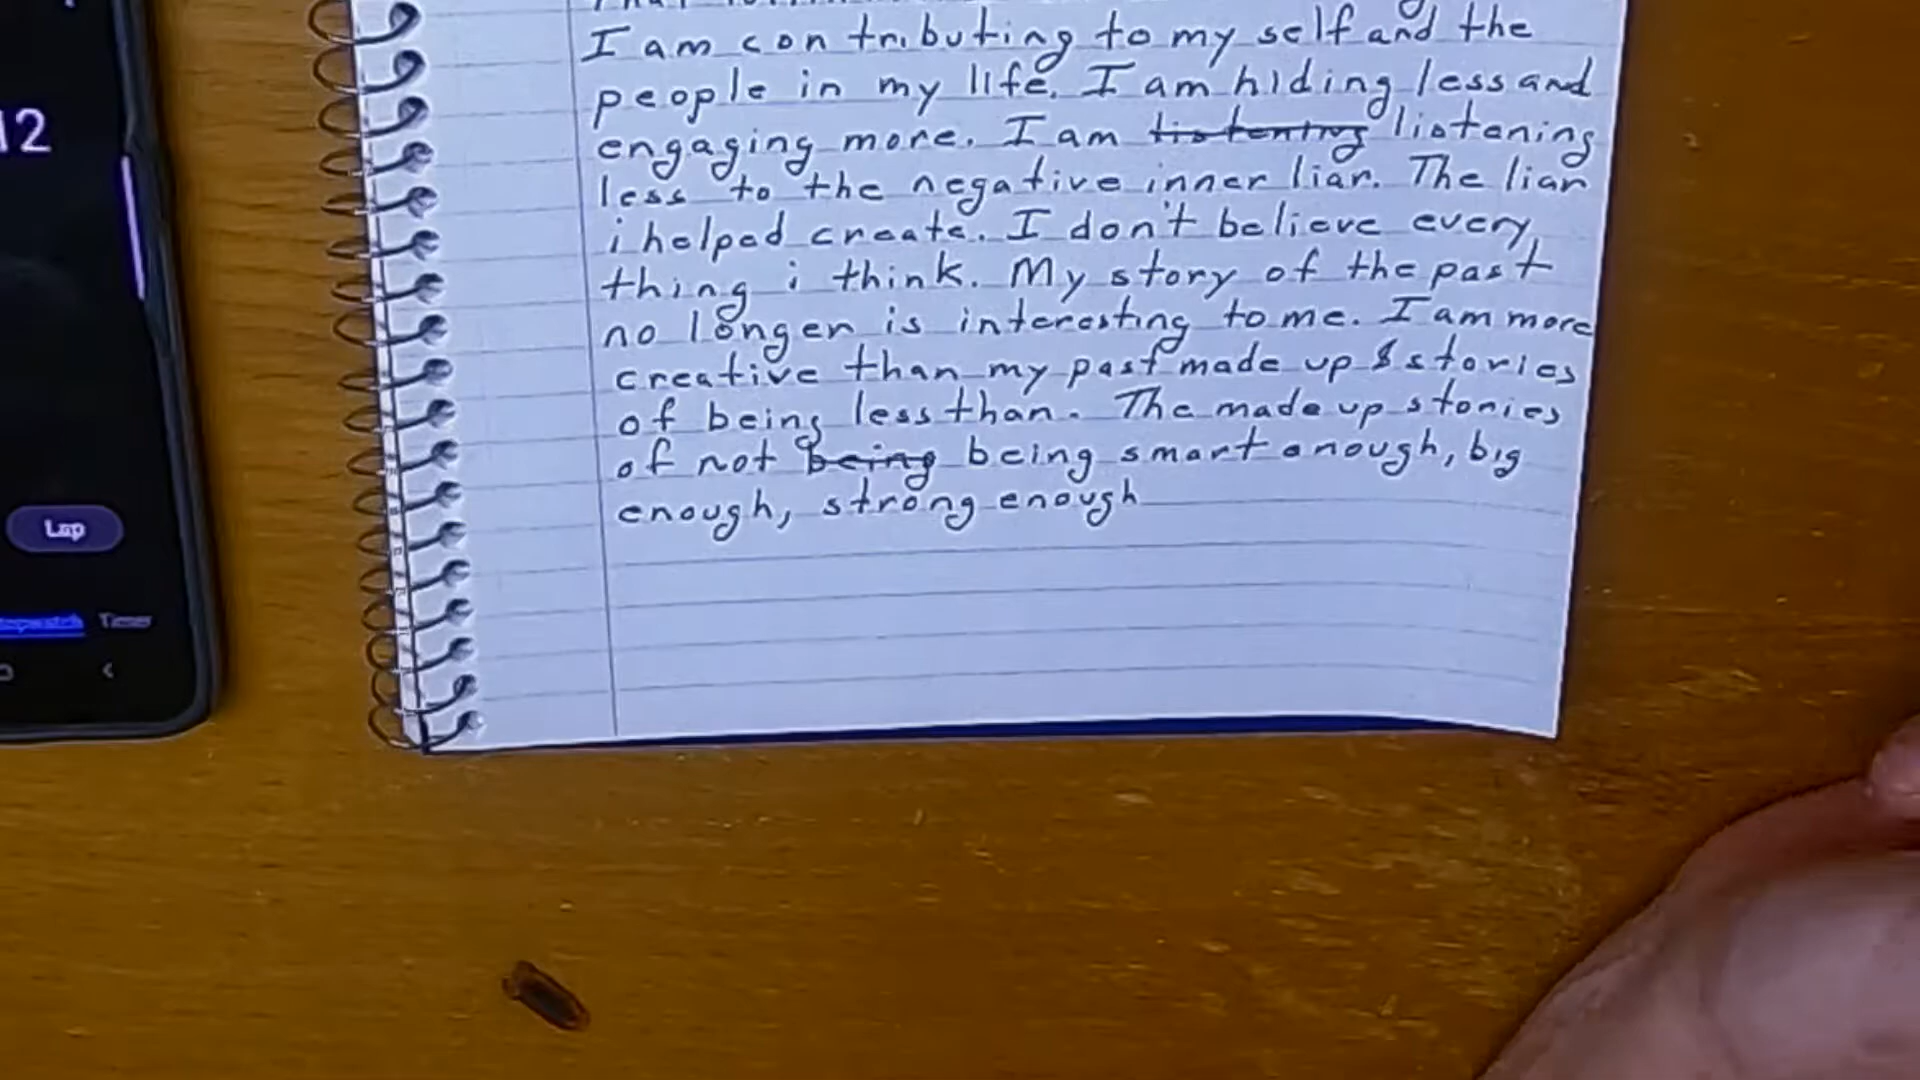 I am contributing to my self and the
people in my life. I am hiding less and
engaging more. I am listening listening
less to the negative inner liar. The liar
i helped create. I don't believe every,
thing i think. My story of the past
no longer is interesting to me. I am more
creative than my past made up s stories
of being less than. The made up stories
of not being being smart enough, big
enough, strong enough
12
Lap
Stopwatch Timer